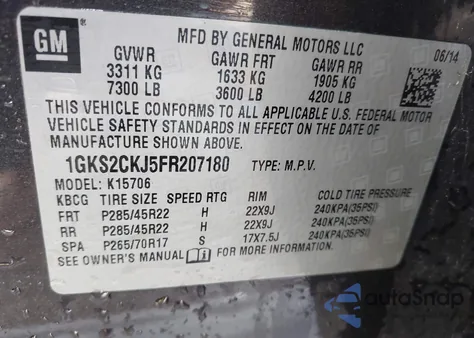 GM
MFD BY GENERAL MOTORS LLC
06/14
GVWR GAWR FRT GAWR RR
3311 KG 1633 KG 1905 KG
7300 LB 3600 LB 4200 LB
THIS VEHICLE CONFORMS TO ALL APPLICABLE U.S. FEDERAL MOTOR
VEHICLE SAFETY STANDARDS IN EFFECT ON THE DATE OF
MANUFACTURE SHOWN ABOVE.
1GKS2CKJ5FR207180 TYPE: M.P.V.
MODEL: K15706
KBCG TIRE SIZE SPEED RTG RIM COLD TIRE PRESSURE
FRT P285/45R22 H 22X9J 240KPA(35PSI)
RR P285/45R22 H 22X9J 240KPA(35PSI)
SPA P265/70R17 S 17X7.5J 240KPA(35PSI)
SEE OWNER'S MANUAL FOR ADDITIONAL INFORMATION.
autoSnap